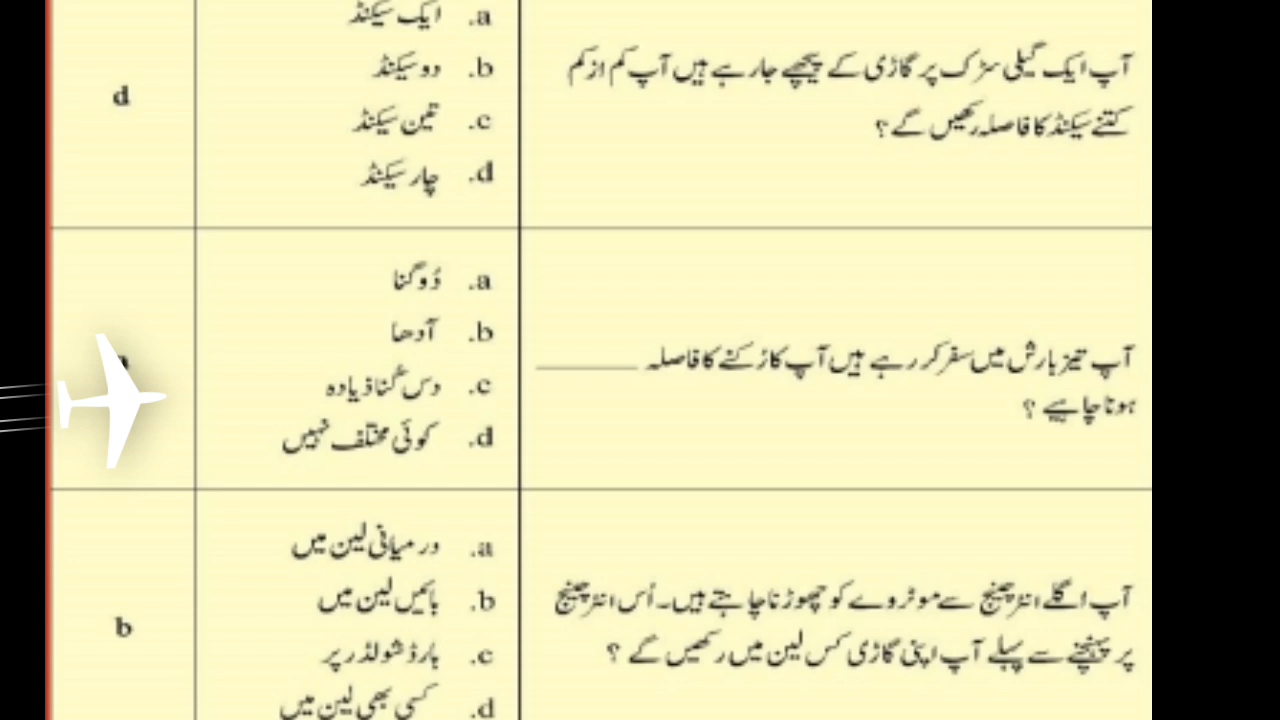 آپ ایک گیلی سڑک پر گاڑی کے پیچھے جا رہے ہیں آپ کم از کم
کتنے سیکنڈ کا فاصلہ رکھیں گے ؟
a. ایک سیکنڈ
b. دو سیکنڈ
c. تین سیکنڈ
d. چار سیکنڈ
d
آپ تیز بارش میں سفر کر رہے ہیں آپ کا رُکنے کا فاصلہ ________
ہونا چاہیے ؟
a. دُوگنا
b. آدھا
c. دس گنا زیادہ
d. کوئی مختلف نہیں
آپ اگلے انٹرچینج سے موٹروے کو چھوڑنا چاہتے ہیں۔ اُس انٹرچینج
پر پہنچنے سے پہلے آپ اپنی گاڑی کس لین میں رکھیں گے ؟
a. درمیانی لین میں
b. بائیں لین میں
c. ہارڈ شولڈر پر
d. کسی بھی لین میں
b